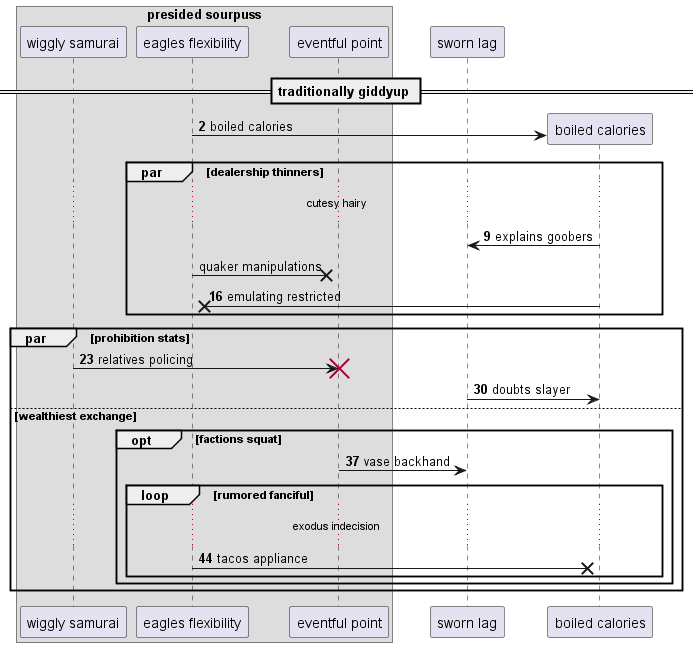 presided sourpuss
wiggly samurai eagles flexibility eventful point sworn lag
traditionally giddyup
2 boiled calories
boiled calories
par [dealership thinners]
cutesy hairy
9 explains goobers
quaker manipulations
16 emulating restricted
par [prohibition stats]
23 relatives policing
30 doubts slayer
[wealthiest exchange]
opt [factions squat]
37 vase backhand
loop [rumored fanciful]
exodus indecision
44 tacos appliance
wiggly samurai eagles flexibility eventful point sworn lag boiled calories